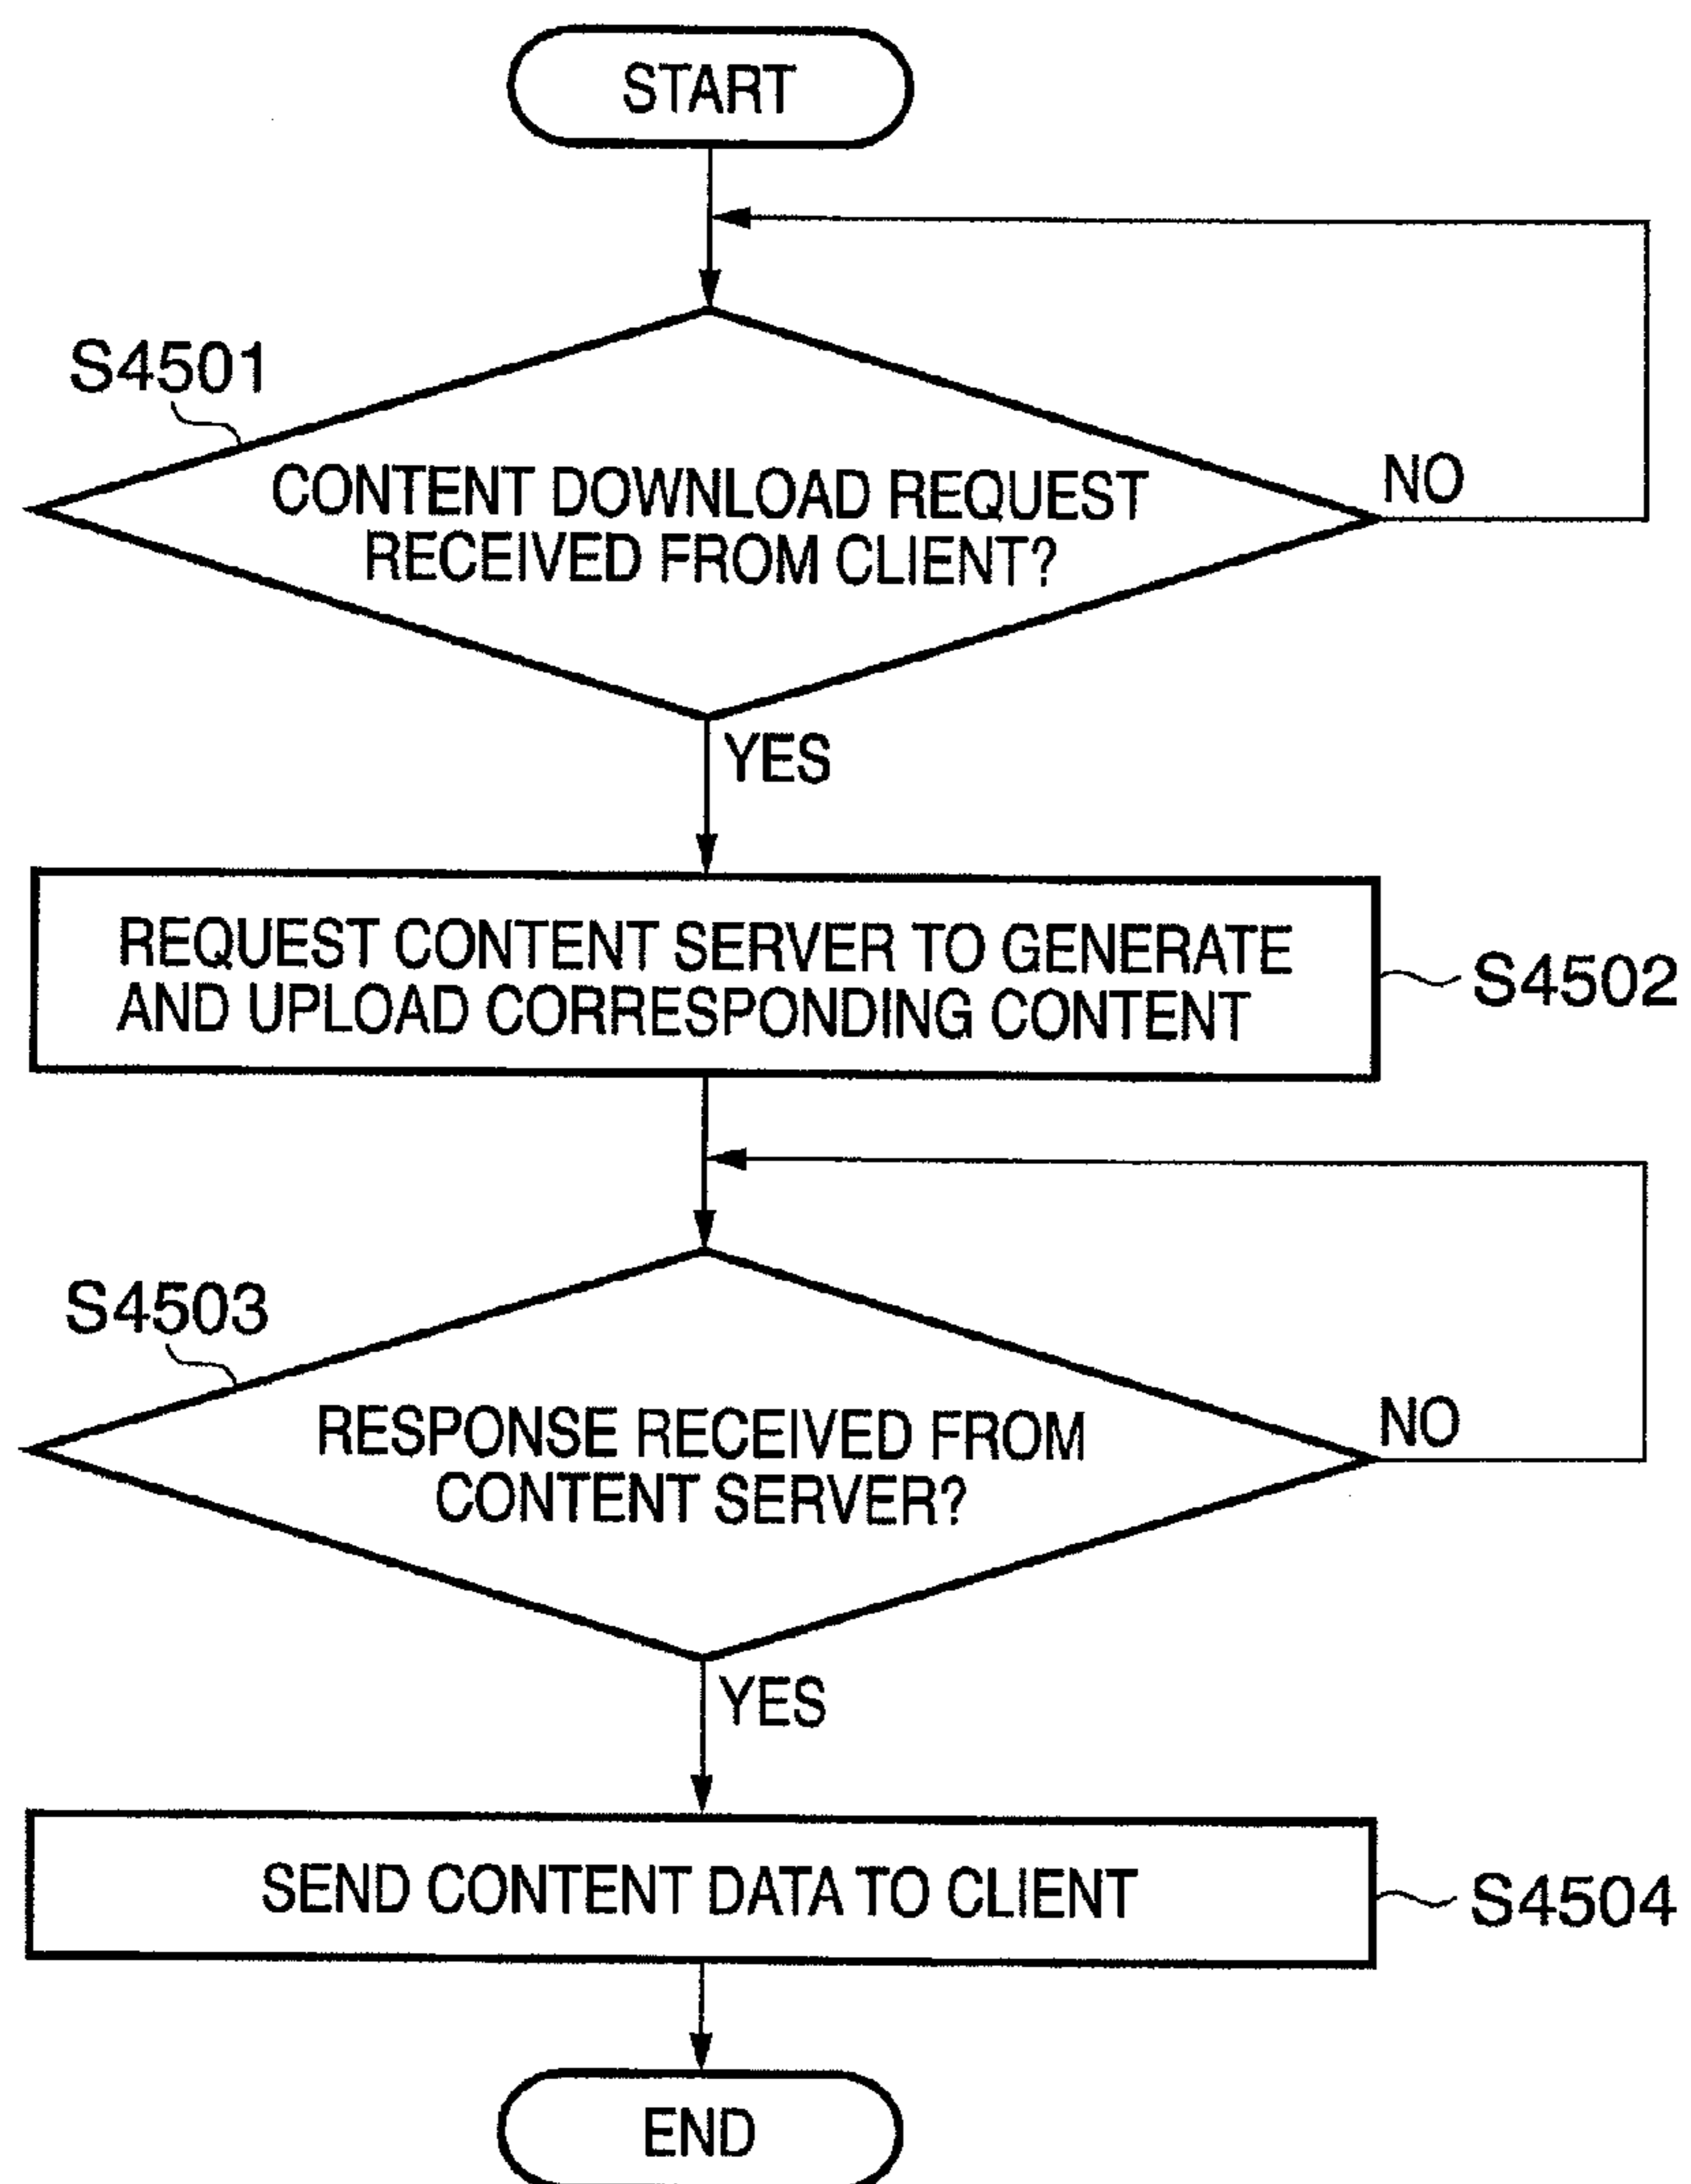 START
S4501
CONTENT DOWNLOAD REQUEST
RECEIVED FROM CLIENT?
NO
YES
REQUEST CONTENT SERVER TO GENERATE
AND UPLOAD CORRESPONDING CONTENT
S4502
S4503
RESPONSE RECEIVED FROM
CONTENT SERVER?
NO
YES
SEND CONTENT DATA TO CLIENT
S4504
END